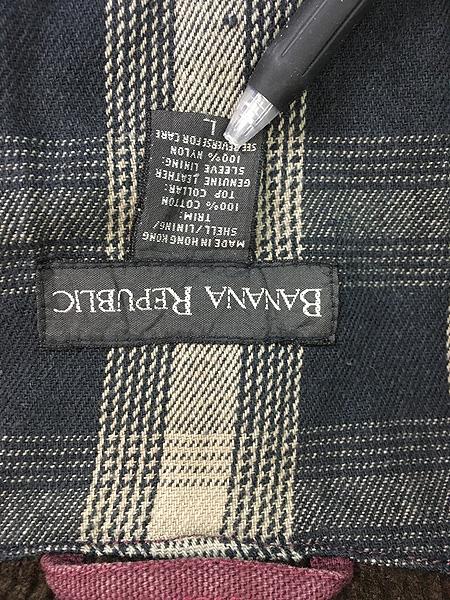 BANANA REPUBLIC
MADE IN HONG KONG
SHELL/LINING/
TRIM:
100% COTTON
TOP COLLAR:
GENUINE LEATHER
SLEEVE LINING:
100% NYLON
SEE REVERSE FOR CARE
L